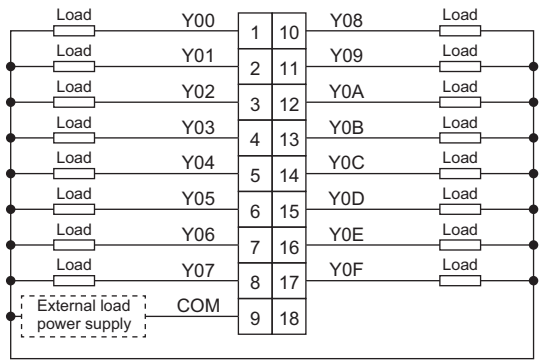 Load Y00 1 10 Y08 Load
Load Y01 2 11 Y09 Load
Load Y02 3 12 Y0A Load
Load Y03 4 13 Y0B Load
Load Y04 5 14 Y0C Load
Load Y05 6 15 Y0D Load
Load Y06 7 16 Y0E Load
Load Y07 8 17 Y0F Load
External load
power supply
COM 9 18